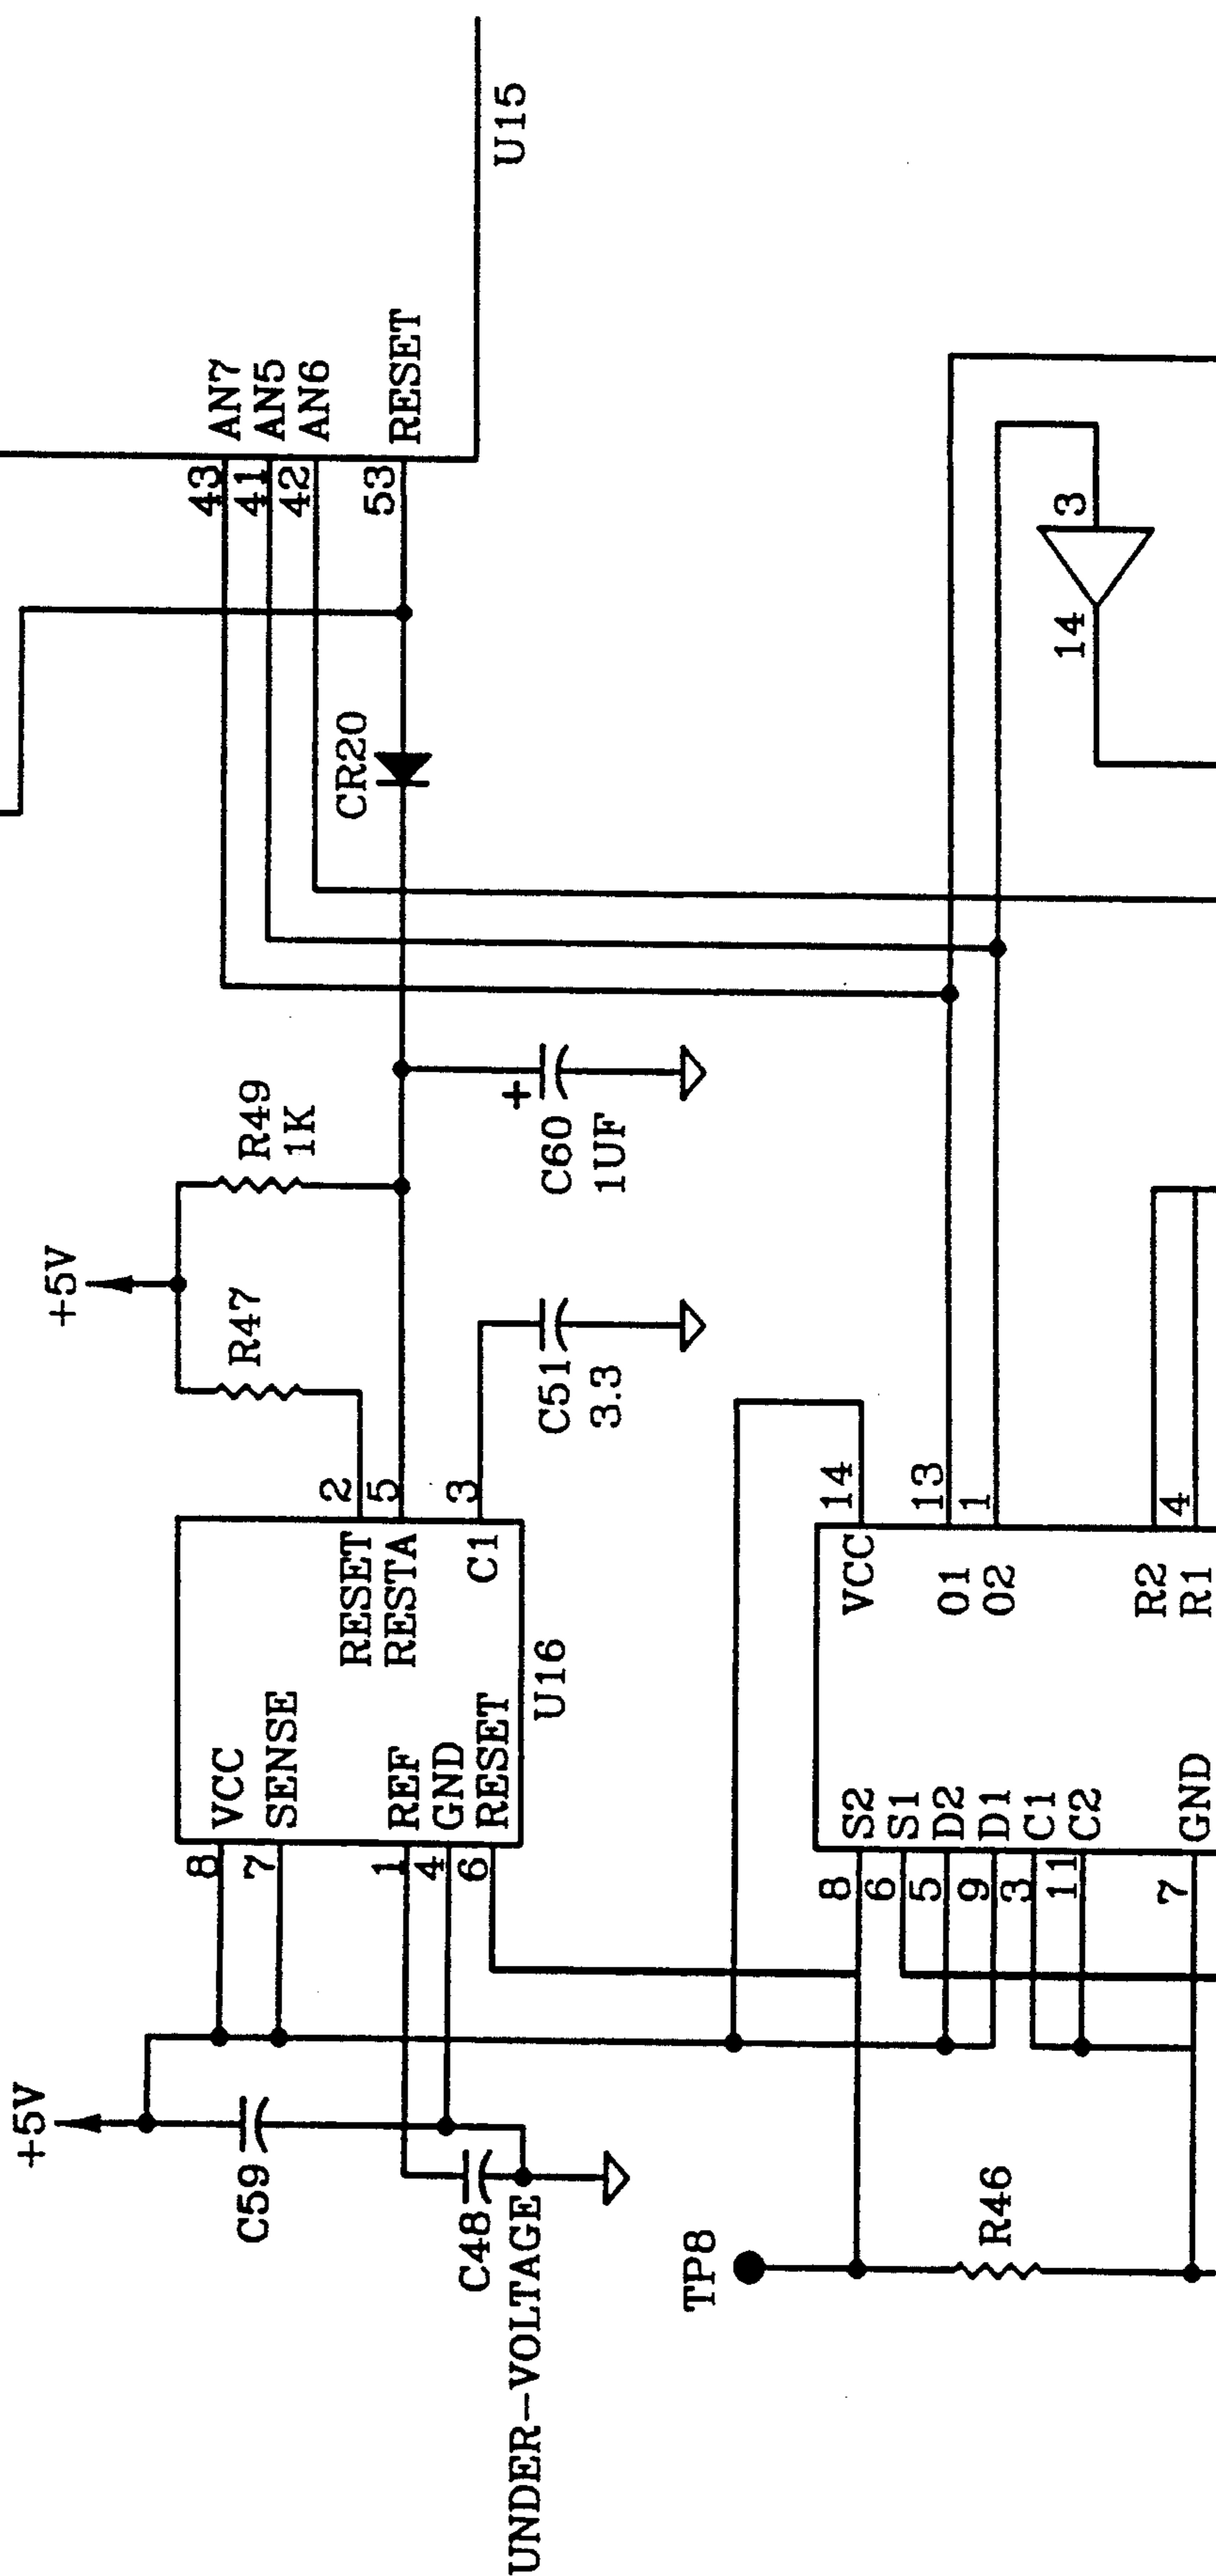 +5V
C59
C48
UNDER-VOLTAGE
8
7
1
4
6
VCC
SENSE
REF
GND
RESET
RESET
RESTA
C1
U16
2
5
3
+5V
R47
R49
1K
C51
3.3
+
C60
1UF
CR20
43
41
42
53
AN7
AN5
AN6
RESET
U15
TP8
R46
8
6
5
9
3
11
7
S2
S1
D2
D1
C1
C2
GND
VCC
O1
O2
R2
R1
14
13
1
4
14
3